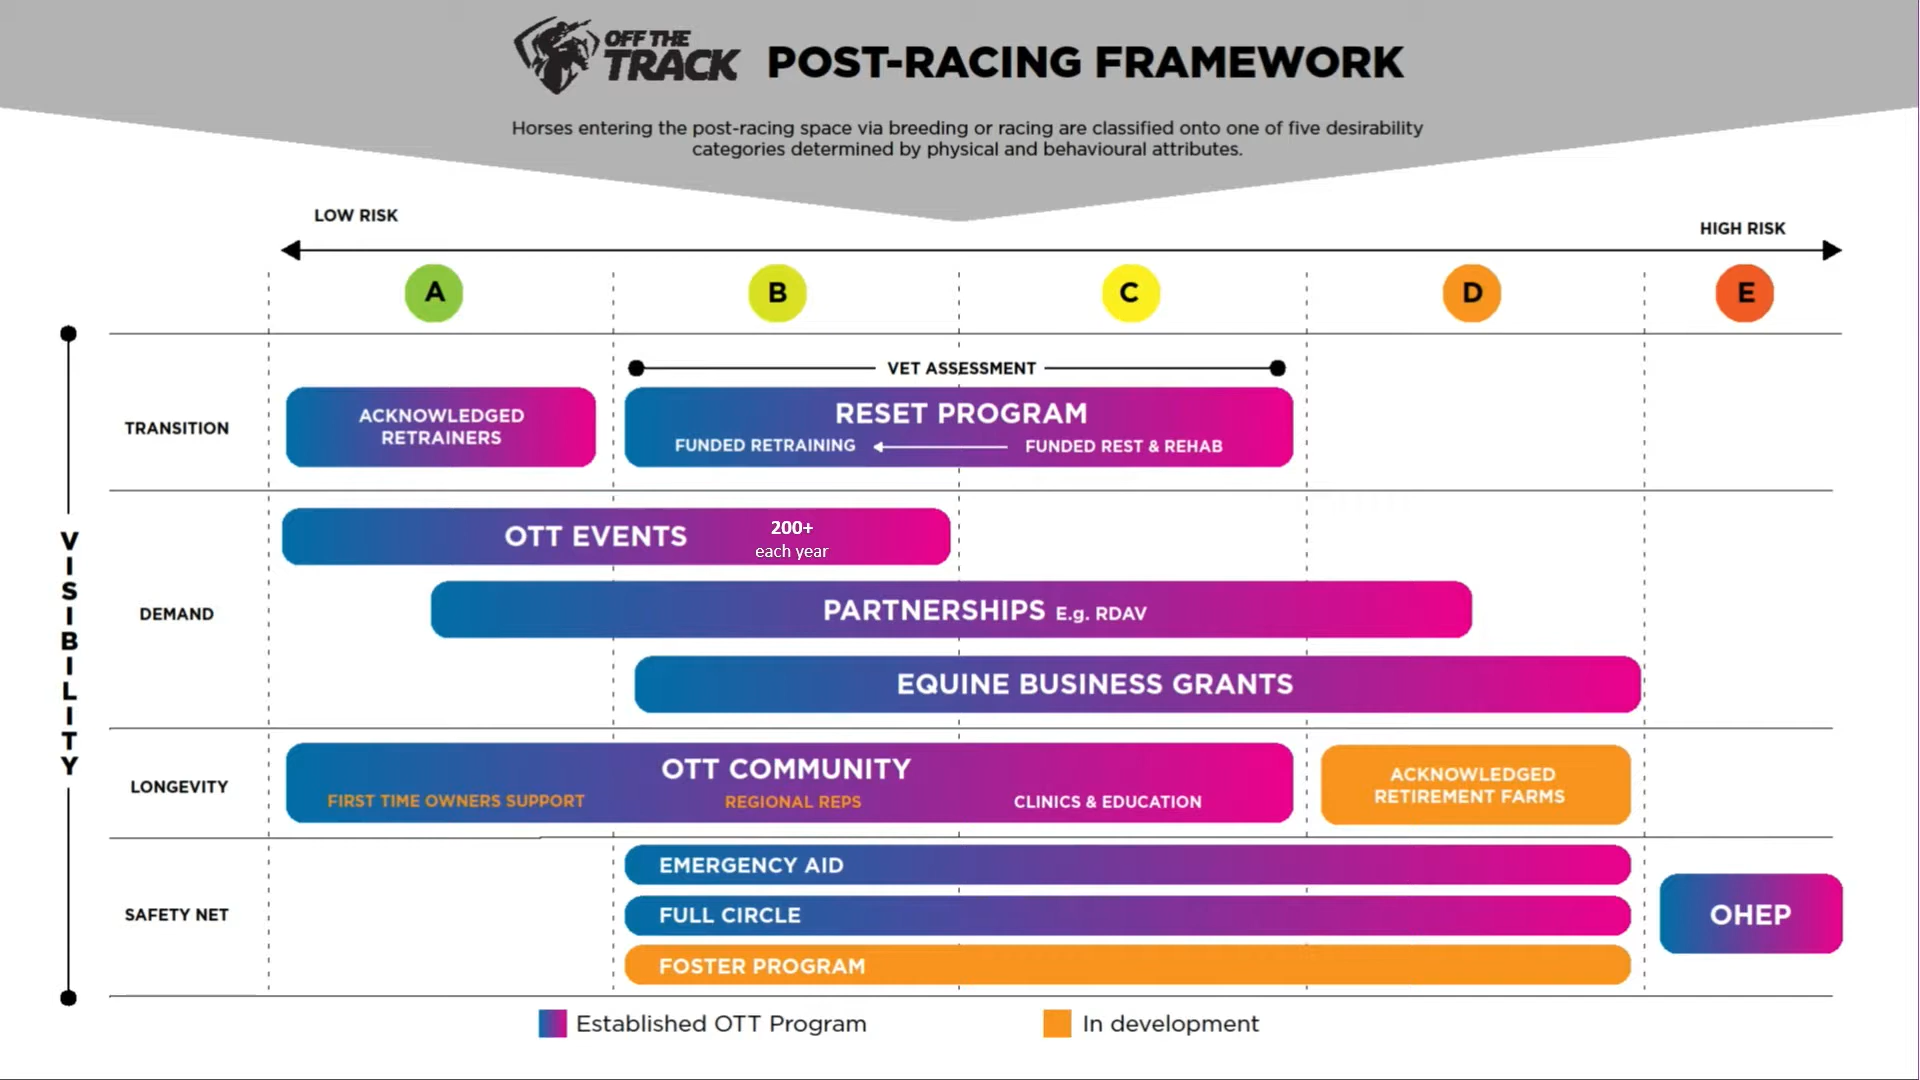 OFF THE
TRACK
POST-RACING FRAMEWORK
Horses entering the post-racing space via breeding or racing are classified onto one of five desirability
categories determined by physical and behavioural attributes.
LOW RISK
HIGH RISK
A
B
C
D
E
VISIBILITY
TRANSITION
VET ASSESSMENT
ACKNOWLEDGED
RETRAINERS
RESET PROGRAM
FUNDED RETRAINING
FUNDED REST & REHAB
DEMAND
OTT EVENTS
200+
each year
PARTNERSHIPS E.g. RDAV
EQUINE BUSINESS GRANTS
LONGEVITY
OTT COMMUNITY
FIRST TIME OWNERS SUPPORT
REGIONAL REPS
CLINICS & EDUCATION
ACKNOWLEDGED
RETIREMENT FARMS
SAFETY NET
EMERGENCY AID
FULL CIRCLE
FOSTER PROGRAM
OHEP
Established OTT Program
In development